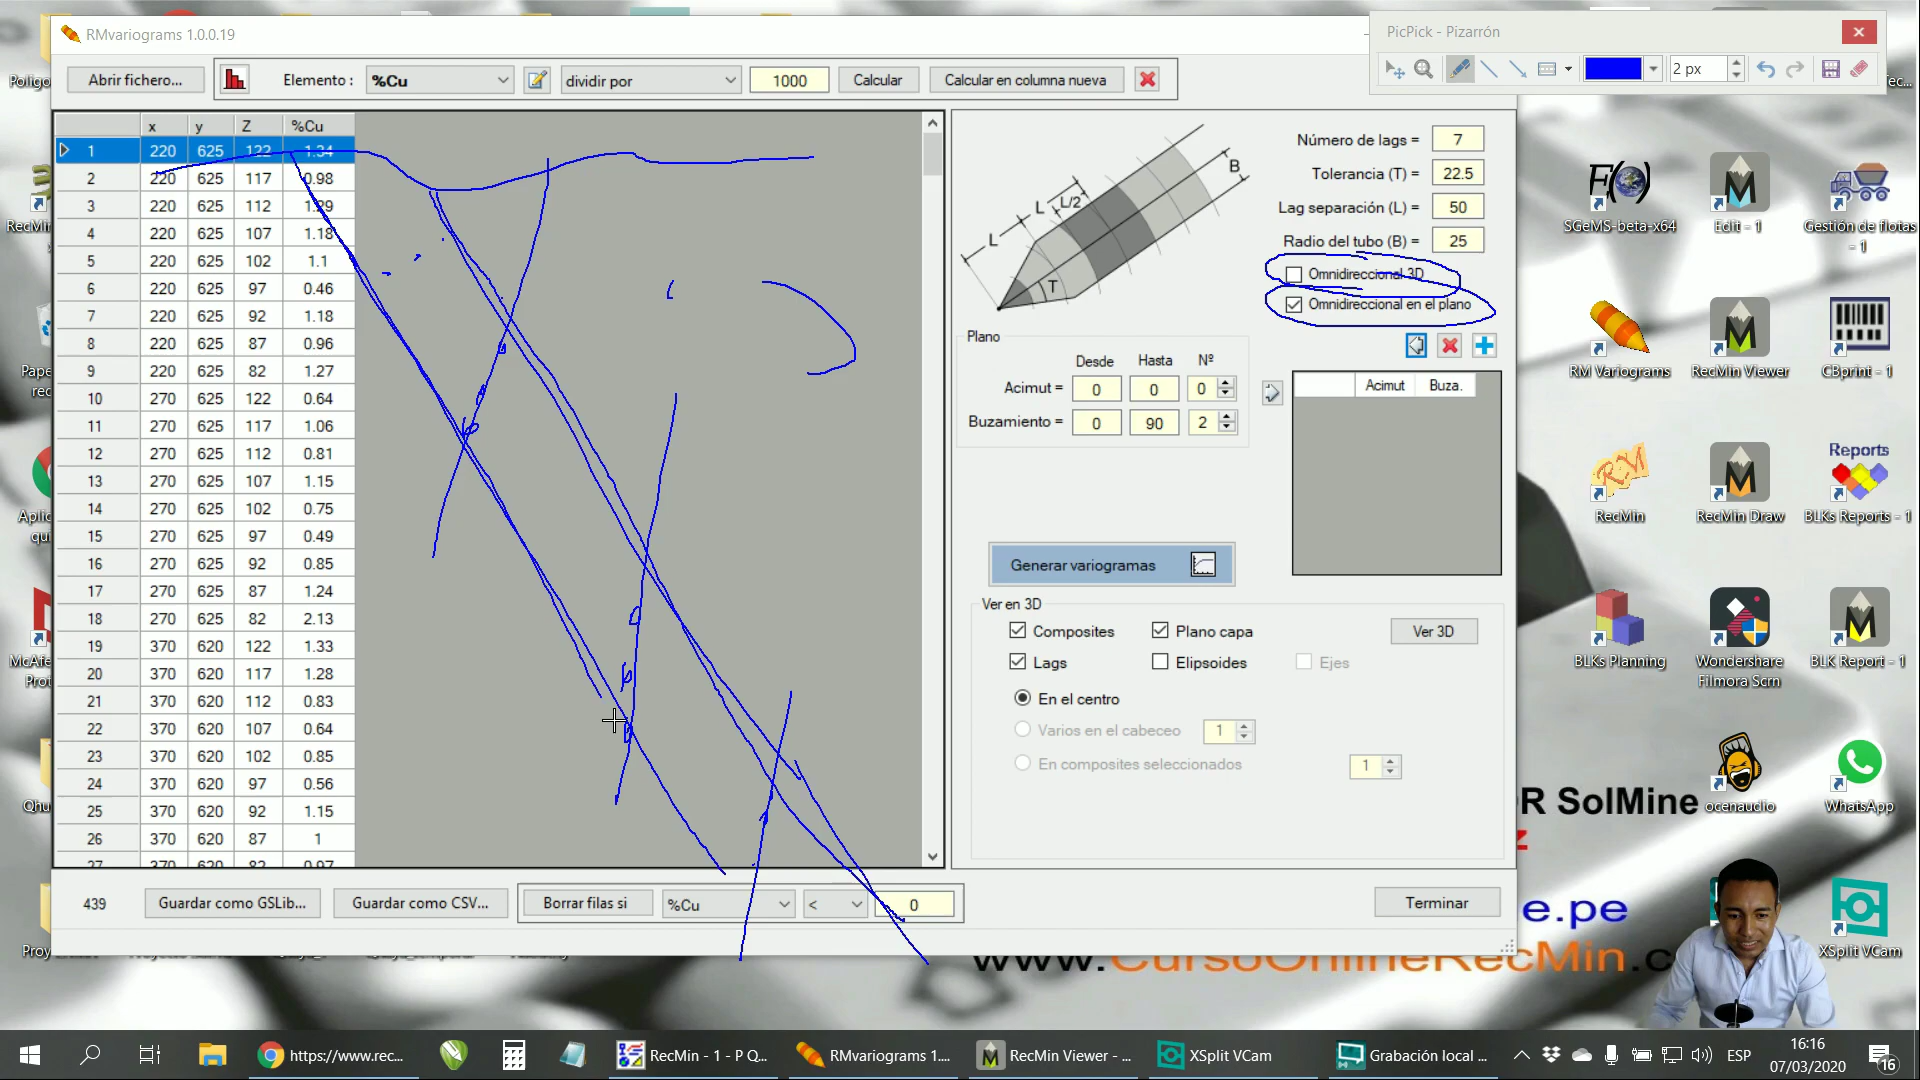 RMvariograms 1.0.0.19
PicPick - Pizarrón
2 px
Abrir fichero...
Elemento :
%Cu
dividir por
1000
Calcular
Calcular en columna nueva
x y Z %Cu
1 220 625 122 1.34
2 220 625 117 0.98
3 220 625 112 1.29
4 220 625 107 1.18
5 220 625 102 1.1
6 220 625 97 0.46
7 220 625 92 1.18
8 220 625 87 0.96
9 220 625 82 1.27
10 270 625 122 0.64
11 270 625 117 1.06
12 270 625 112 0.81
13 270 625 107 1.15
14 270 625 102 0.75
15 270 625 97 0.49
16 270 625 92 0.85
17 270 625 87 1.24
18 270 625 82 2.13
19 370 620 122 1.33
20 370 620 117 1.28
21 370 620 112 0.83
22 370 620 107 0.64
23 370 620 102 0.85
24 370 620 97 0.56
25 370 620 92 1.15
26 370 620 87 1
27 370 620 82 0.97
L
L
L/2
B
T
Número de lags = 7
Tolerancia (T) = 22.5
Lag separación (L) = 50
Radio del tubo (B) = 25
Omnidireccional 3D
Omnidireccional en el plano
Plano
Desde Hasta Nº
Acimut = 0 0 0
Buzamiento = 0 90 2
Acimut Buza.
Generar variogramas
Ver en 3D
Composites
Plano capa
Ver 3D
Lags
Elipsoides
Ejes
En el centro
Varios en el cabeceo 1
En composites seleccionados 1
439
Guardar como GSLib...
Guardar como CSV...
Borrar filas si
%Cu
<
0
Terminar
SGeMS-beta-x64
Edit - 1
Gestión de flotas - 1
RM Variograms
RecMin Viewer
CBprint - 1
RecMin
RecMin Draw
Reports
BLKs Reports - 1
BLKs Planning
Wondershare Filmora Scrn
BLK Report - 1
R SolMine
ocenaudio
WhatsApp
e.pe
XSplit VCam
www.CursoOnlineRecMin.c
https://www.rec...
RecMin - 1 - P Q...
RMvariograms 1....
RecMin Viewer - ...
XSplit VCam
Grabación local ...
ESP
16:16
07/03/2020
16